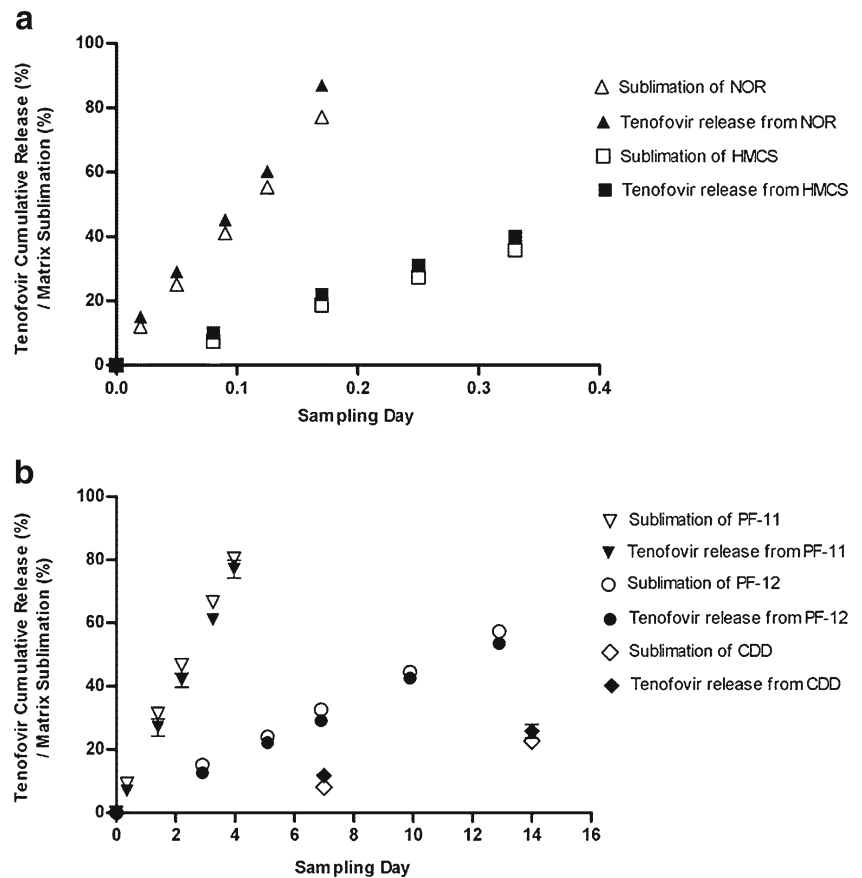 a
Tenofovir Cumulative Release (%)
/ Matrix Sublimation (%)
100
80
60
40
20
0
0.0 0.1 0.2 0.3 0.4
Sampling Day
Sublimation of NOR
Tenofovir release from NOR
Sublimation of HMCS
Tenofovir release from HMCS
b
Tenofovir Cumulative Release (%)
/ Matrix Sublimation (%)
100
80
60
40
20
0
0 2 4 6 8 10 12 14 16
Sampling Day
Sublimation of PF-11
Tenofovir release from PF-11
Sublimation of PF-12
Tenofovir release from PF-12
Sublimation of CDD
Tenofovir release from CDD